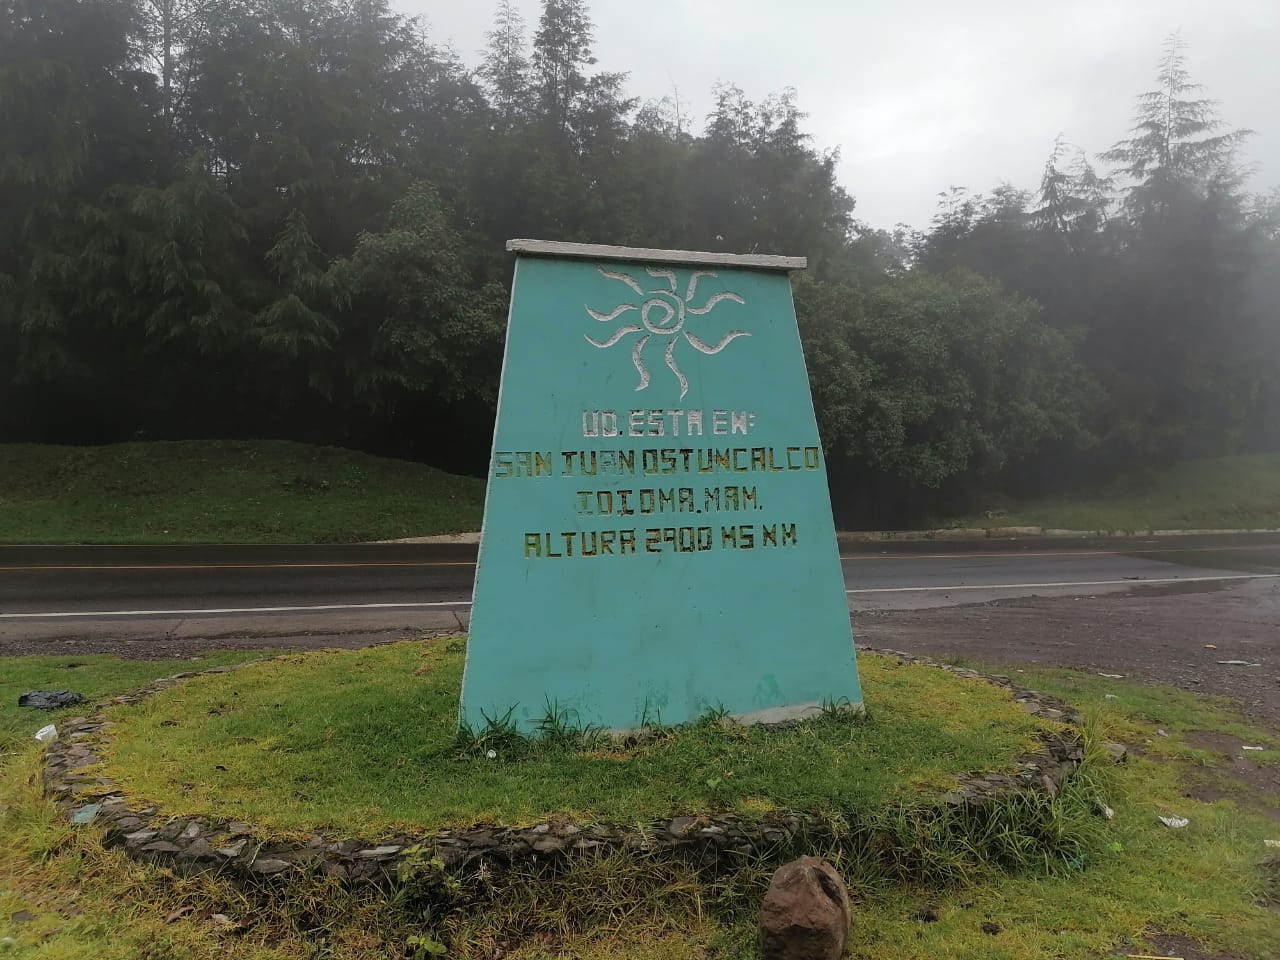 UD. ESTA EN:
SAN JUAN OSTUNCALCO
IDIOMA. MAM.
ALTURA 2900 MS NM